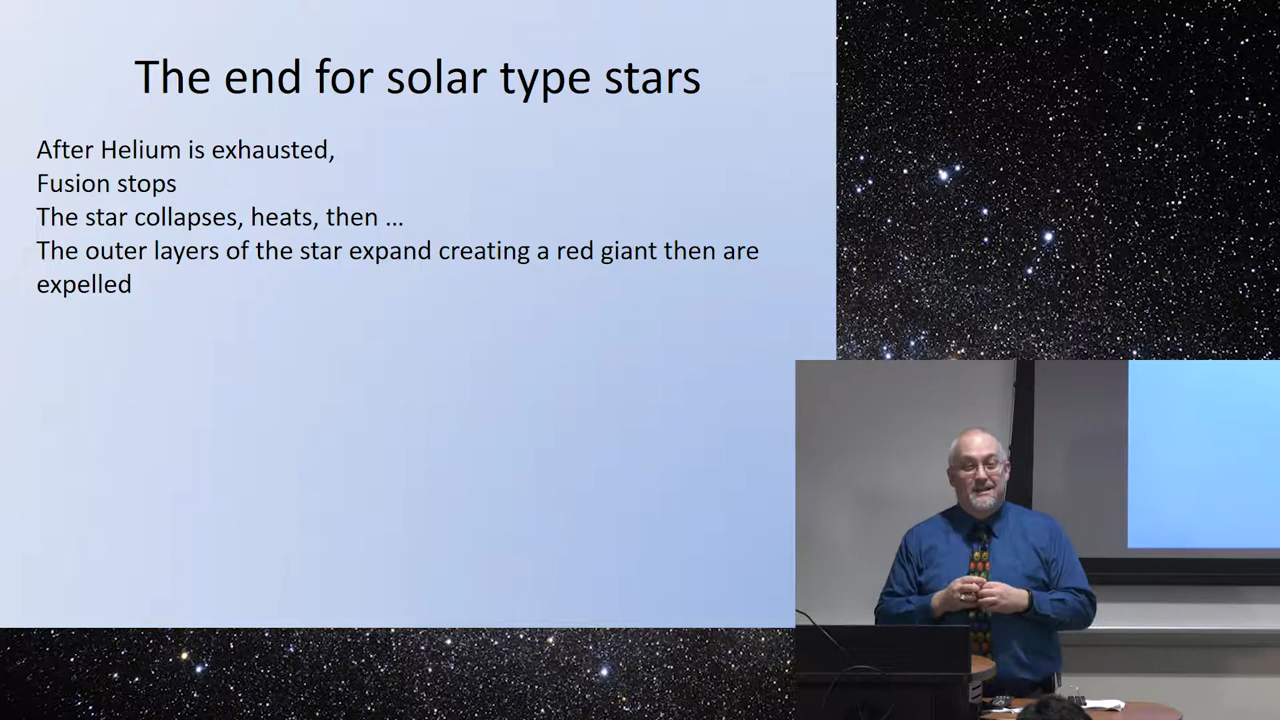 The end for solar type stars
After Helium is exhausted,
Fusion stops
The star collapses, heats, then ...
The outer layers of the star expand creating a red giant then are
expelled